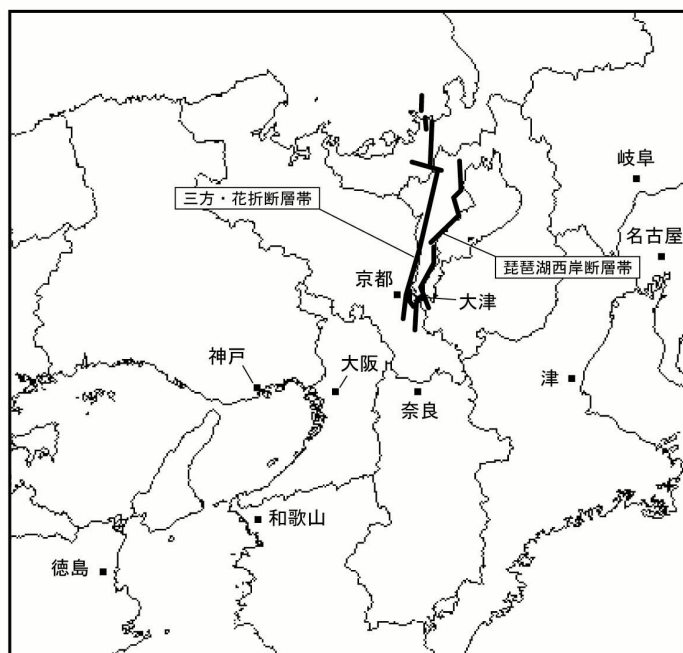 岐阜
三方・花折断層帯
名古屋
琵琶湖西岸断層帯
京都
大津
神戸
大阪
津
奈良
和歌山
徳島